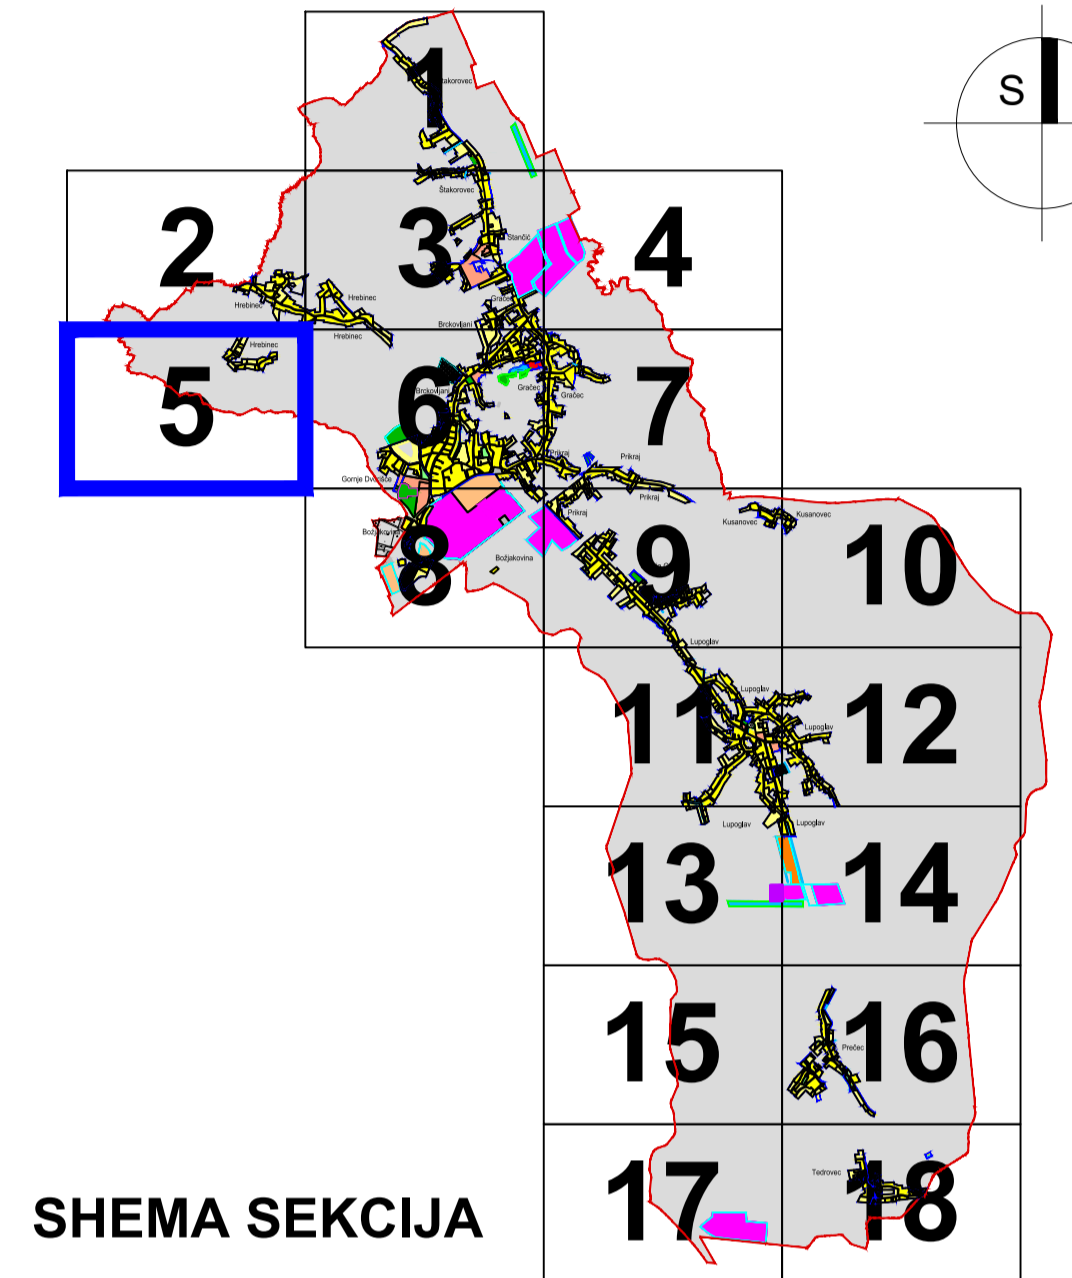 1
Štakorovec
S
2
3
4
Štakorovec
Stančić
Hrebinec
Hrebinec
Hrebinec
Gračec
Brckovljani
5
6
7
Hrebinec
Brckovljani
Gračec
Gračec
Prikraj
Prikraj
Prikraj
Gornje Dvorišće
8
9
10
Prikraj
Kusanovec
Kusanovec
Božjakovina
Božjakovina
Lupoglav
11
12
Lupoglav
Lupoglav
Lupoglav
Lupoglav
13
14
15
16
Prečec
17
18
Tedrovec
SHEMA SEKCIJA